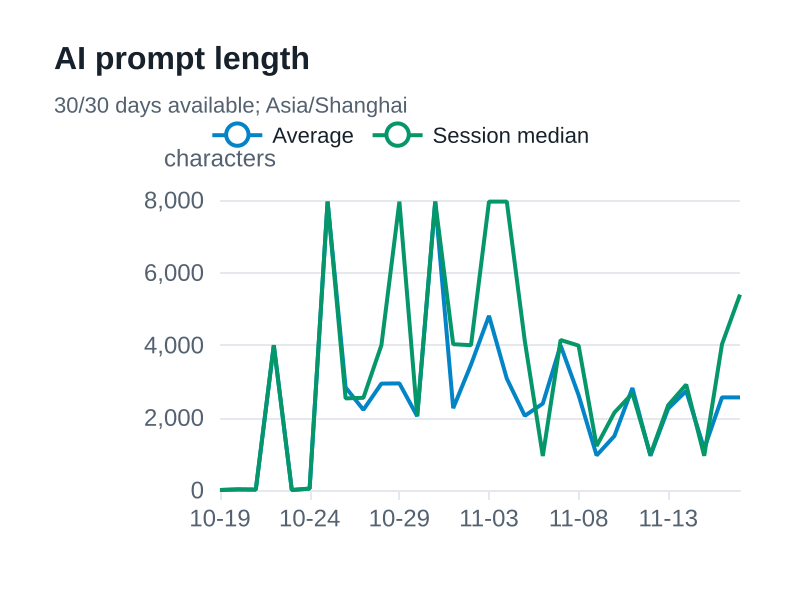 AI prompt length
30/30 days available; Asia/Shanghai
Average Session median
characters
8,000
6,000
4,000
2,000
0
10-19 10-24 10-29 11-03 11-08 11-13